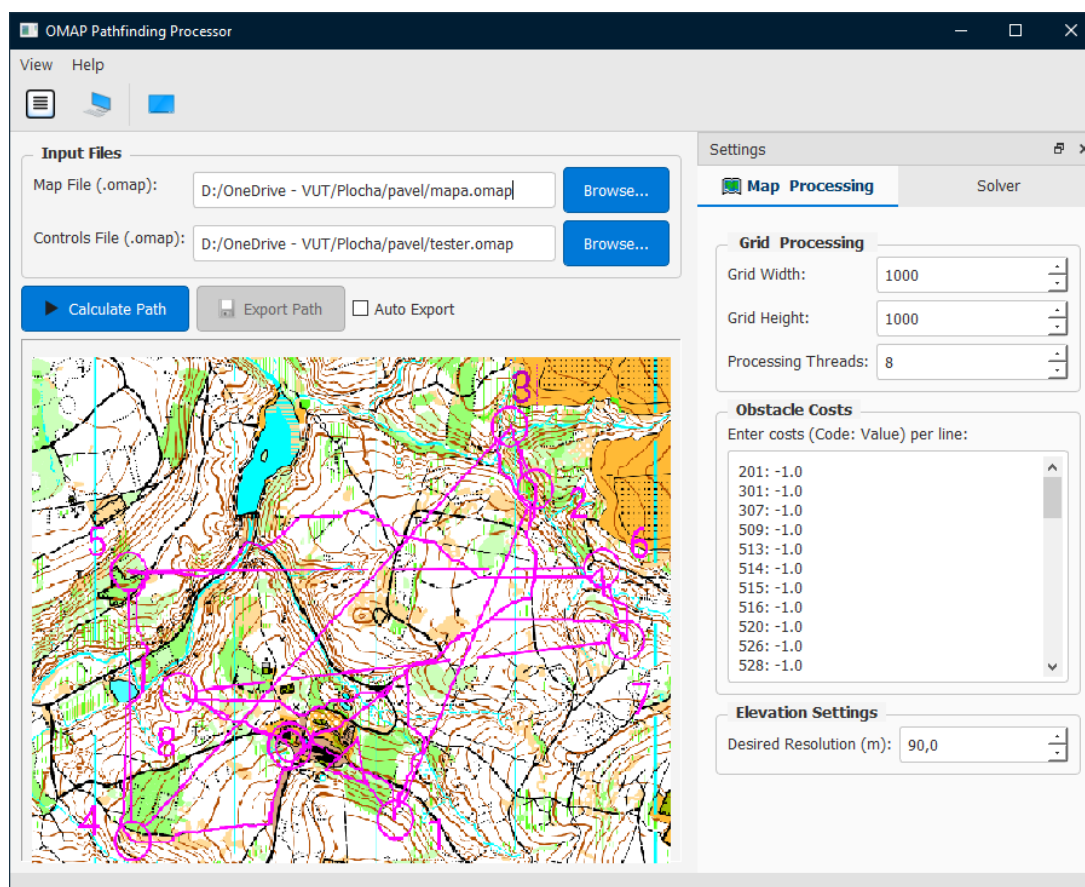 OMAP Pathfinding Processor
View Help
Input Files
Map File (.omap): D:/OneDrive - VUT/Plocha/pavel/mapa.omap Browse...
Controls File (.omap): D:/OneDrive - VUT/Plocha/pavel/tester.omap Browse...
Calculate Path Export Path Auto Export
3
2
6
5
7
8
4
1
Settings
Map Processing Solver
Grid Processing
Grid Width: 1000
Grid Height: 1000
Processing Threads: 8
Obstacle Costs
Enter costs (Code: Value) per line:
201: -1.0
301: -1.0
307: -1.0
509: -1.0
513: -1.0
514: -1.0
515: -1.0
516: -1.0
520: -1.0
526: -1.0
528: -1.0
Elevation Settings
Desired Resolution (m): 90,0